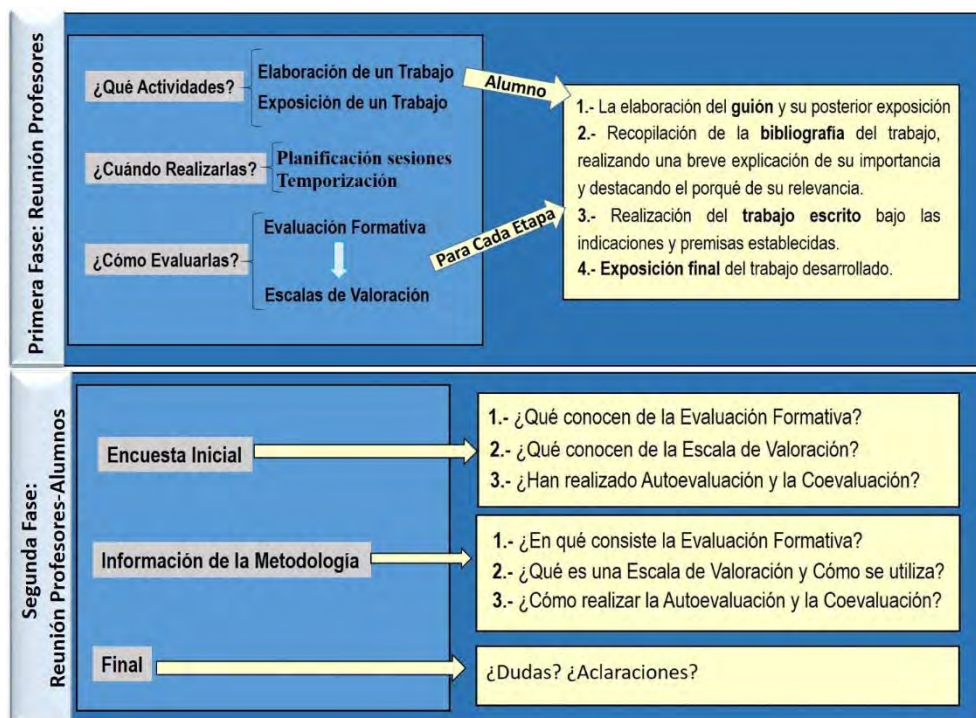 Primera Fase: Reunión Profesores
¿Qué Actividades?
Elaboración de un Trabajo
Exposición de un Trabajo
¿Cuándo Realizarlas?
Planificación sesiones
Temporización
¿Cómo Evaluarlas?
Evaluación Formativa
Escalas de Valoración
Alumno
Para Cada Etapa
1.- La elaboración del guión y su posterior exposición
2.- Recopilación de la bibliografía del trabajo,
realizando una breve explicación de su importancia
y destacando el porqué de su relevancia.
3.- Realización del trabajo escrito bajo las
indicaciones y premisas establecidas.
4.- Exposición final del trabajo desarrollado.
Segunda Fase:
Reunión Profesores-Alumnos
Encuesta Inicial
1.- ¿Qué conocen de la Evaluación Formativa?
2.- ¿Qué conocen de la Escala de Valoración?
3.- ¿Han realizado Autoevaluación y la Coevaluación?
Información de la Metodología
1.- ¿En qué consiste la Evaluación Formativa?
2.- ¿Qué es una Escala de Valoración y Cómo se utiliza?
3.- ¿Cómo realizar la Autoevaluación y la Coevaluación?
Final
¿Dudas? ¿Aclaraciones?